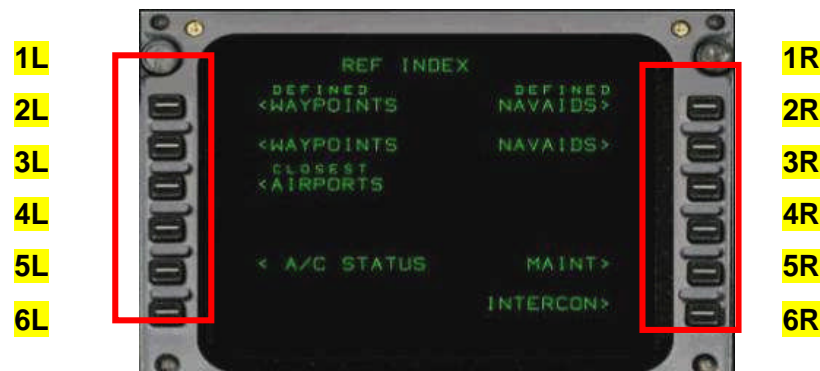 REF INDEX
1L 1R
DEFINED DEFINED
2L <WAYPOINTS NAVAIDS> 2R
3L <WAYPOINTS NAVAIDS> 3R
CLOSEST
4L <AIRPORTS 4R
5L < A/C STATUS MAINT> 5R
6L INTERCON> 6R